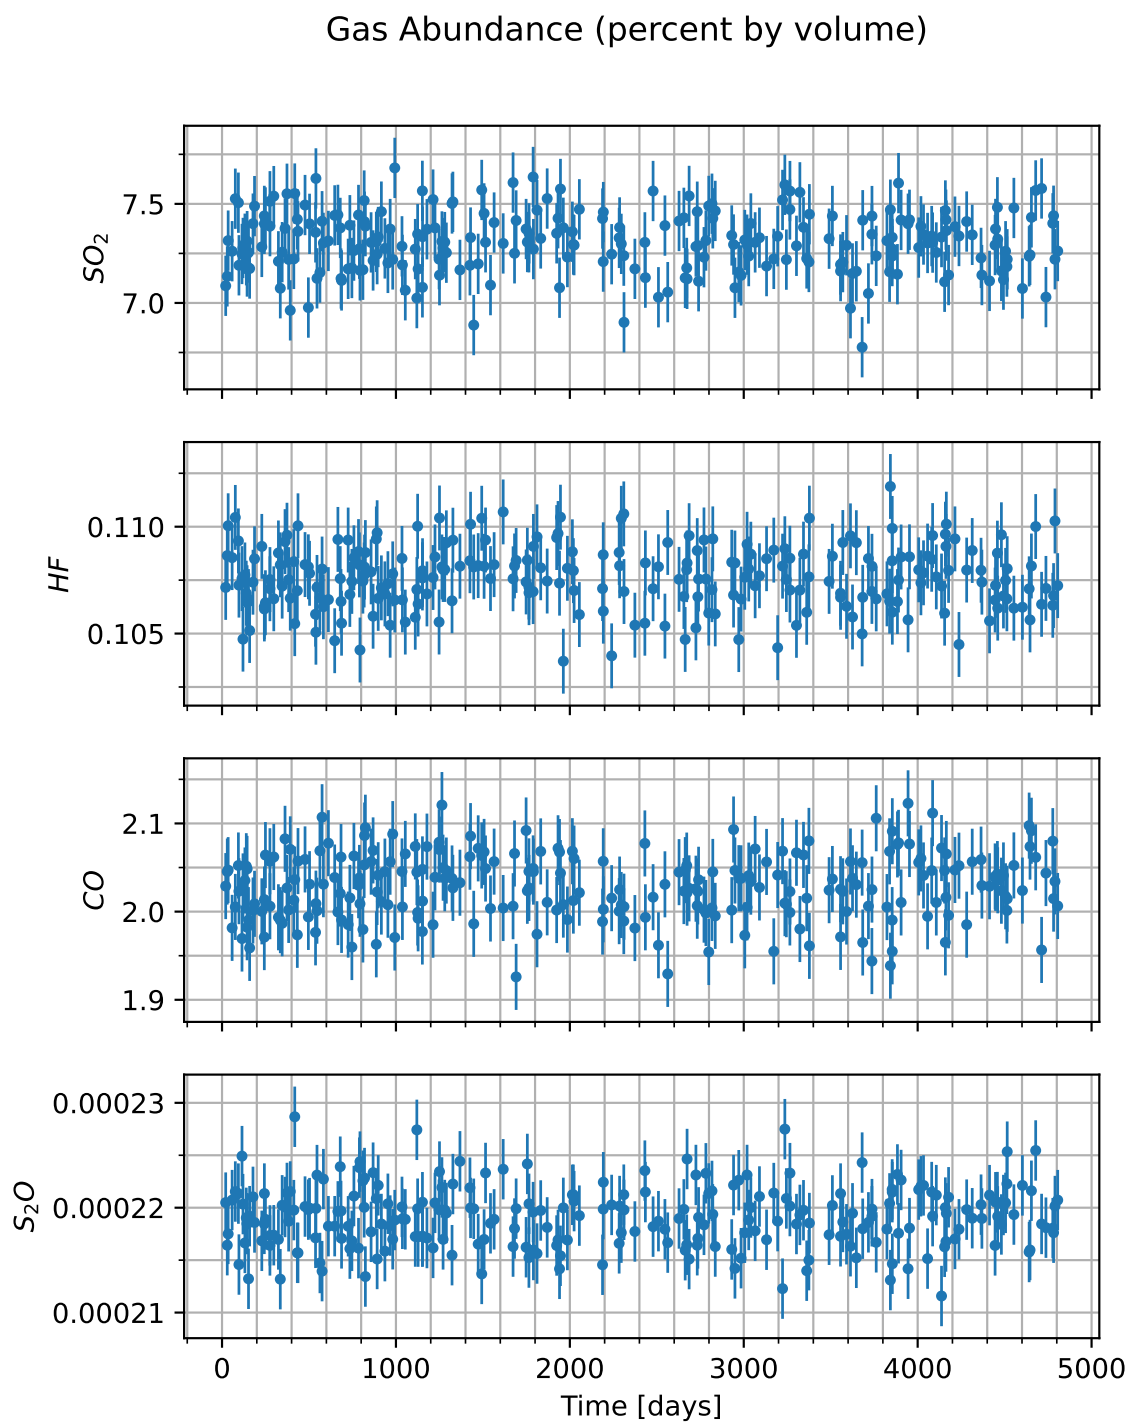 Gas Abundance (percent by volume)
SO₂
7.5
7.0
HF
0.110
0.105
CO
2.1
2.0
1.9
S₂O
0.00023
0.00022
0.00021
0 1000 2000 3000 4000 5000
Time [days]